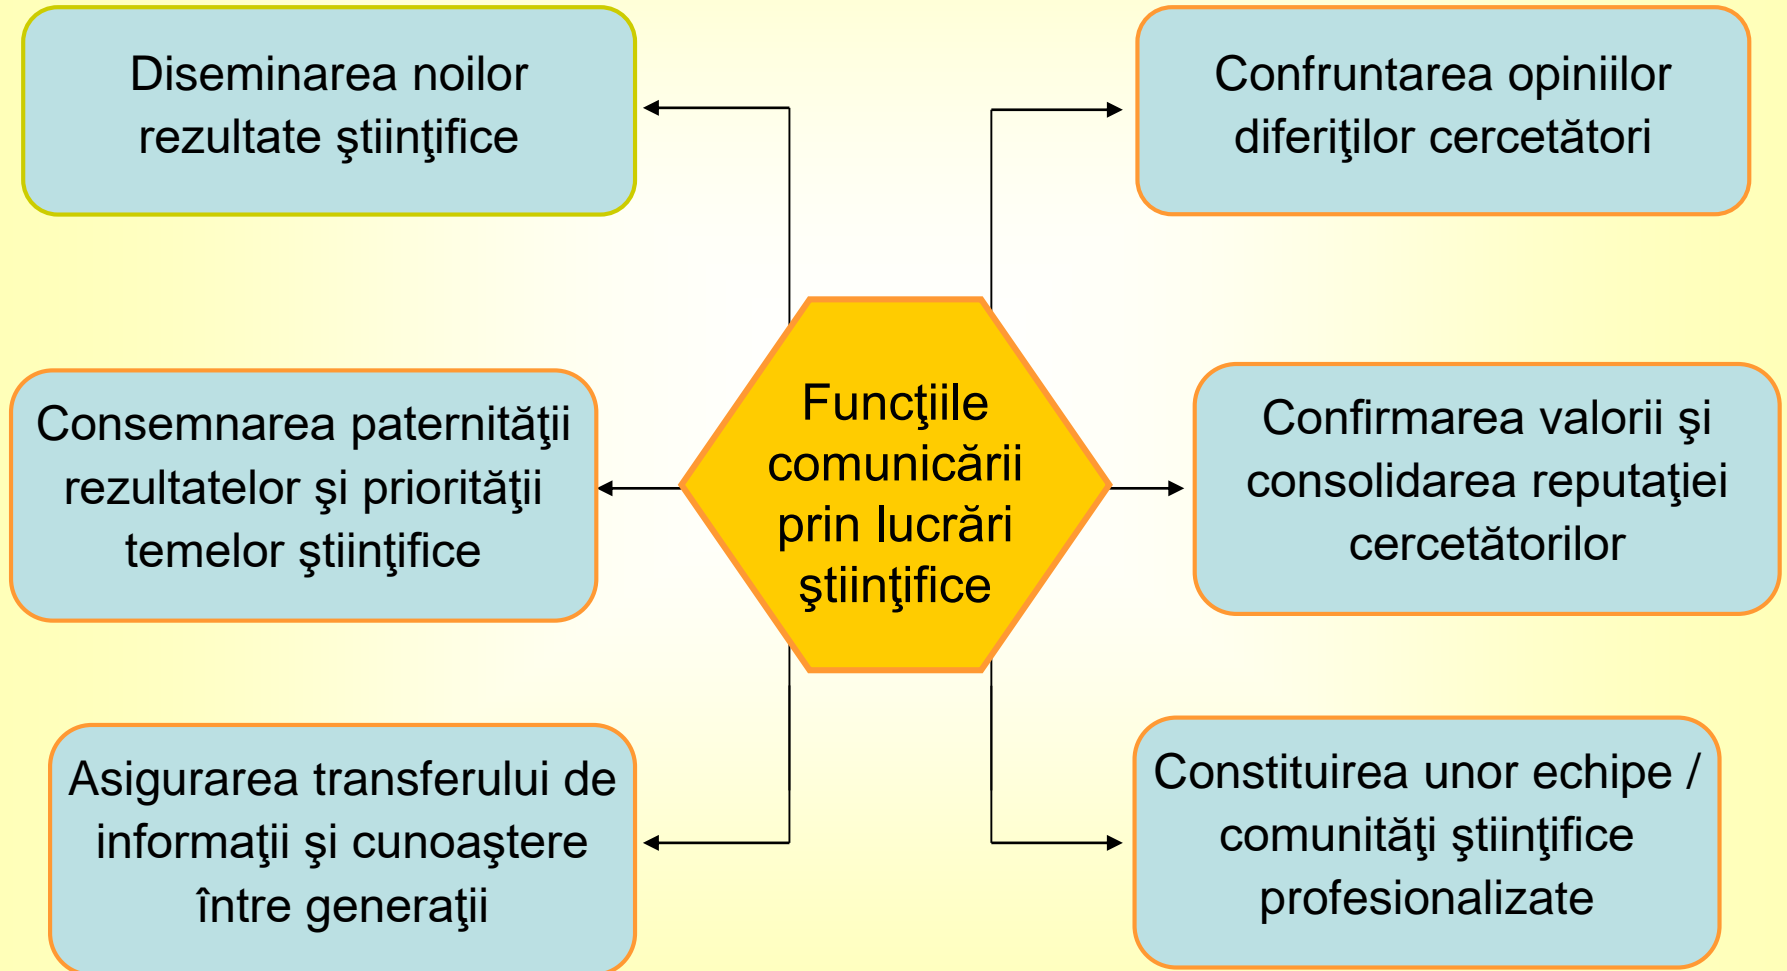 Diseminarea noilor
rezultate ştiinţifice
Confruntarea opiniilor
diferiţilor cercetători
Consemnarea paternităţii
rezultatelor şi priorităţii
temelor ştiinţifice
Funcţiile
comunicării
prin lucrări
ştiinţifice
Confirmarea valorii şi
consolidarea reputaţiei
cercetătorilor
Asigurarea transferului de
informaţii şi cunoaştere
între generaţii
Constituirea unor echipe /
comunităţi ştiinţifice
profesionalizate